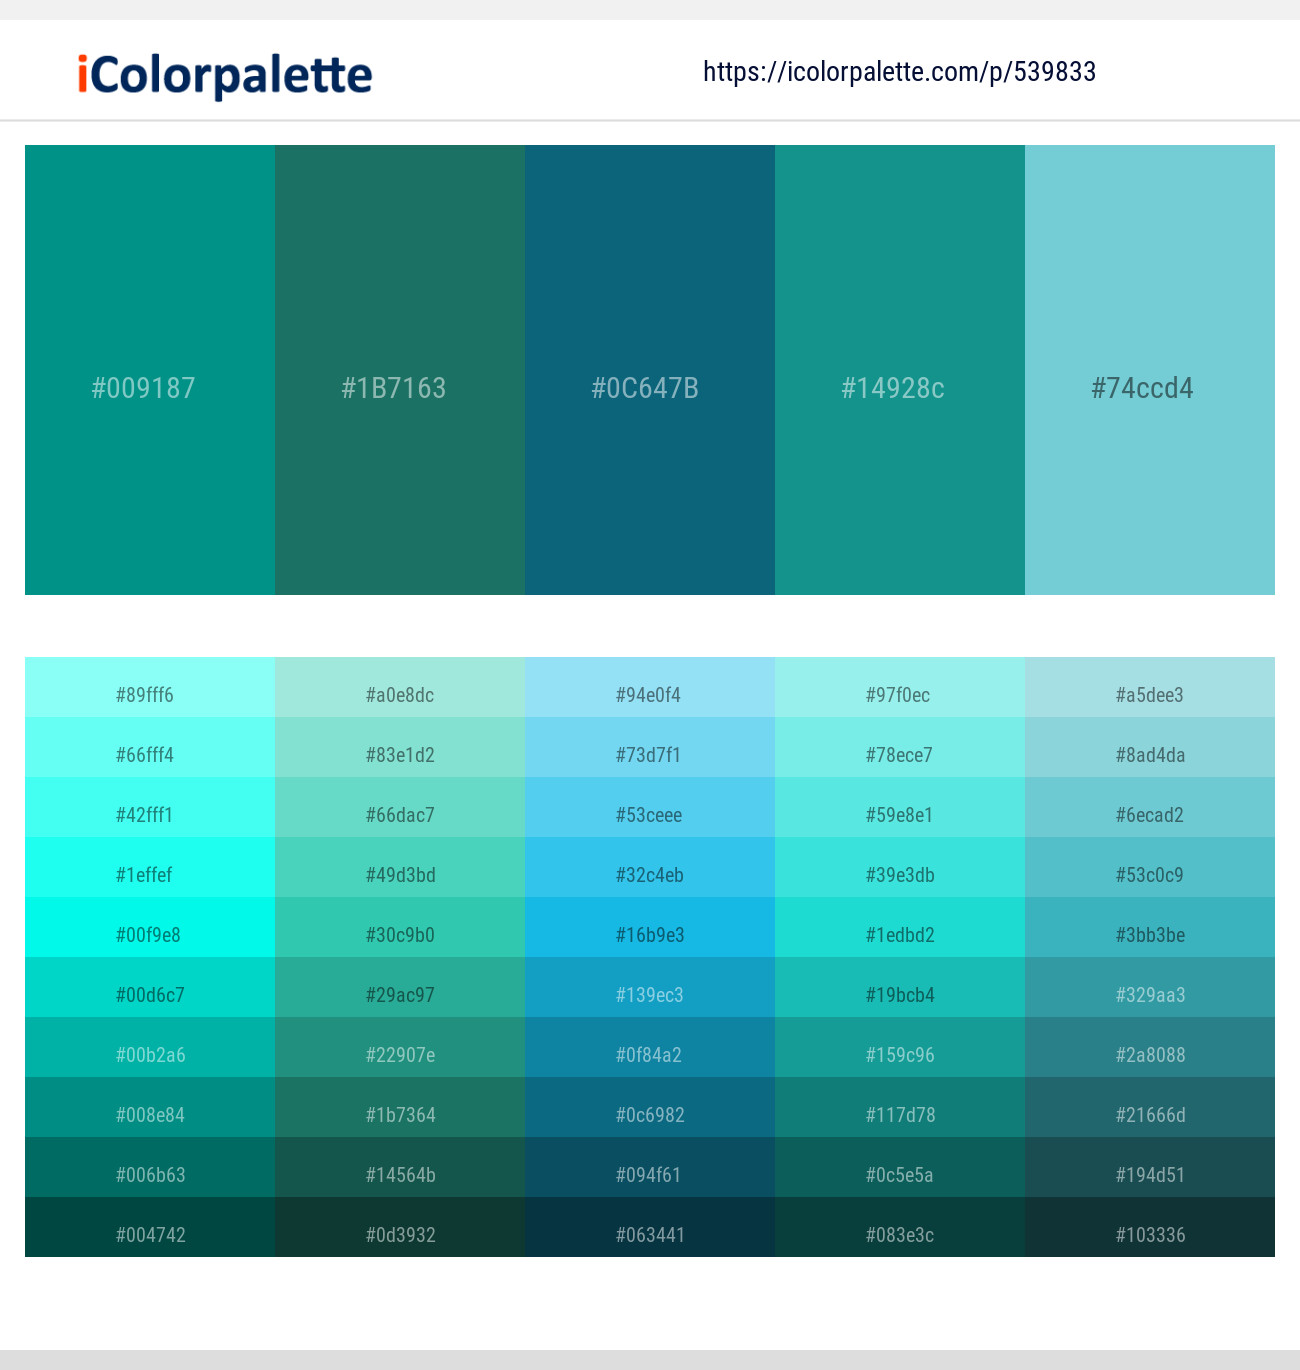 iColorpalette
https://icolorpalette.com/p/539833
#009187 #1B7163 #0C647B #14928c #74ccd4
#89fff6 #a0e8dc #94e0f4 #97f0ec #a5dee3
#66fff4 #83e1d2 #73d7f1 #78ece7 #8ad4da
#42fff1 #66dac7 #53ceee #59e8e1 #6ecad2
#1effef #49d3bd #32c4eb #39e3db #53c0c9
#00f9e8 #30c9b0 #16b9e3 #1edbd2 #3bb3be
#00d6c7 #29ac97 #139ec3 #19bcb4 #329aa3
#00b2a6 #22907e #0f84a2 #159c96 #2a8088
#008e84 #1b7364 #0c6982 #117d78 #21666d
#006b63 #14564b #094f61 #0c5e5a #194d51
#004742 #0d3932 #063441 #083e3c #103336